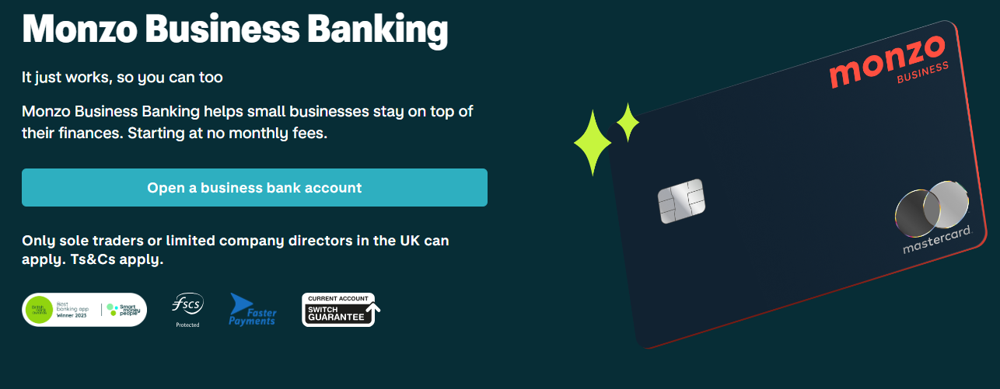 Monzo Business Banking
It just works, so you can too
Monzo Business Banking helps small businesses stay on top of
their finances. Starting at no monthly fees.
Open a business bank account
Only sole traders or limited company directors in the UK can
apply. Ts&Cs apply.
British
bank
awards
Best
banking app
Winner 2023
Smart
money
people
fscs
Protected
Faster
Payments
CURRENT ACCOUNT
SWITCH
GUARANTEE
monzo
BUSINESS
mastercard.